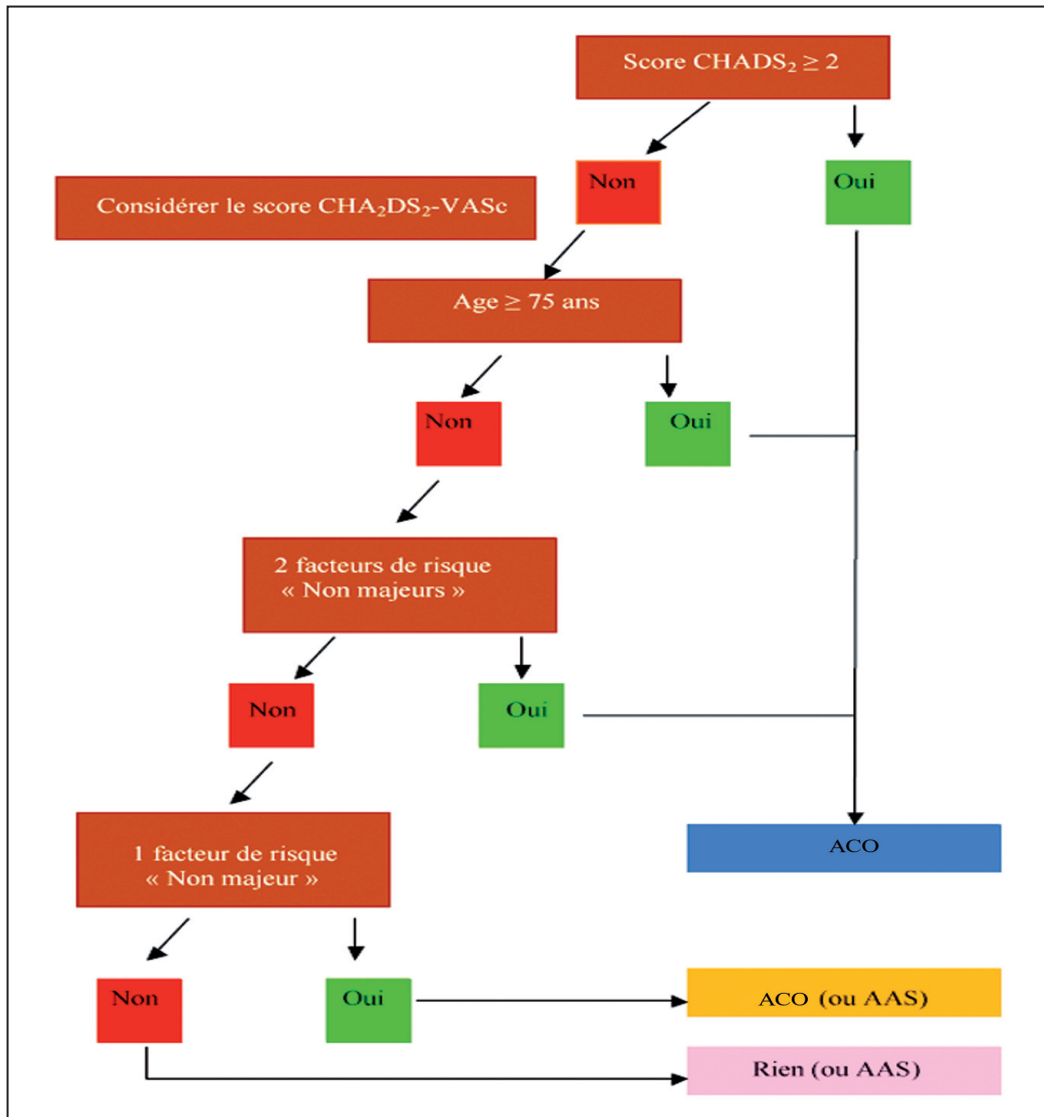 Score CHADS₂ ≥ 2
Non
Oui
Considérer le score CHA₂DS₂-VASc
Age ≥ 75 ans
Non
Oui
2 facteurs de risque
« Non majeurs »
Non
Oui
ACO
1 facteur de risque
« Non majeur »
Non
Oui
ACO (ou AAS)
Rien (ou AAS)